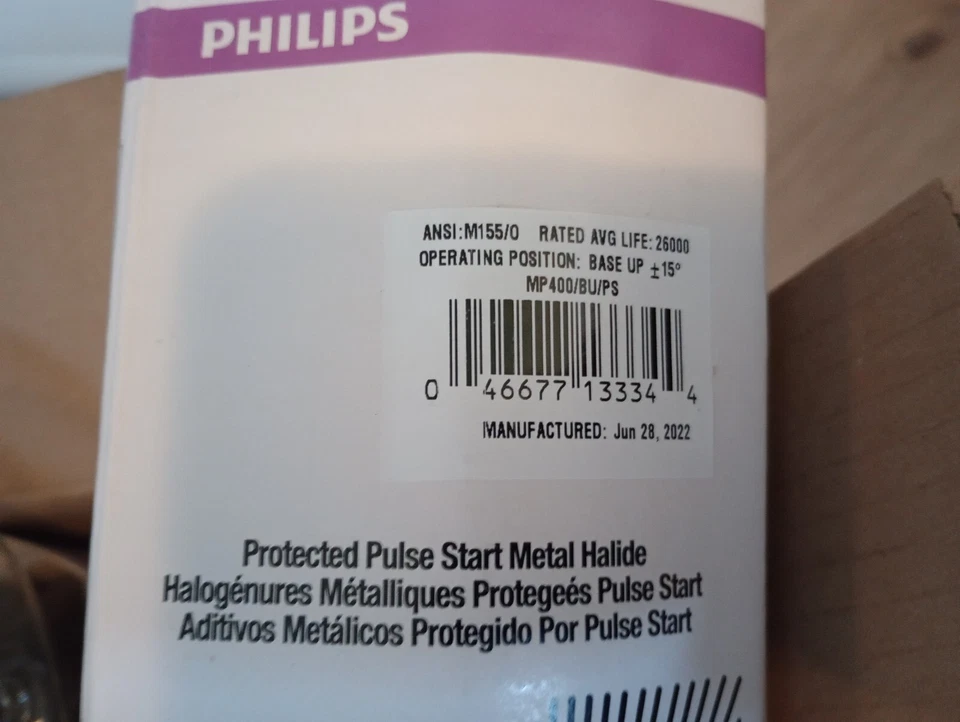 PHILIPS
ANSI:M155/O RATED AVG LIFE: 26000
OPERATING POSITION: BASE UP ±15°
MP400/BU/PS
0 46677 13334 4
MANUFACTURED: Jun 28, 2022
Protected Pulse Start Metal Halide
Halogénures Métalliques Protegeés Pulse Start
Aditivos Metálicos Protegido Por Pulse Start